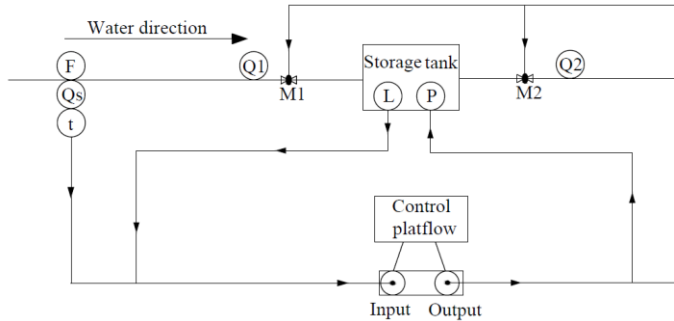 Water direction
F
Q1
Storage tank
Q2
Qs
M1
L
P
M2
t
Control
platflow
Input
Output